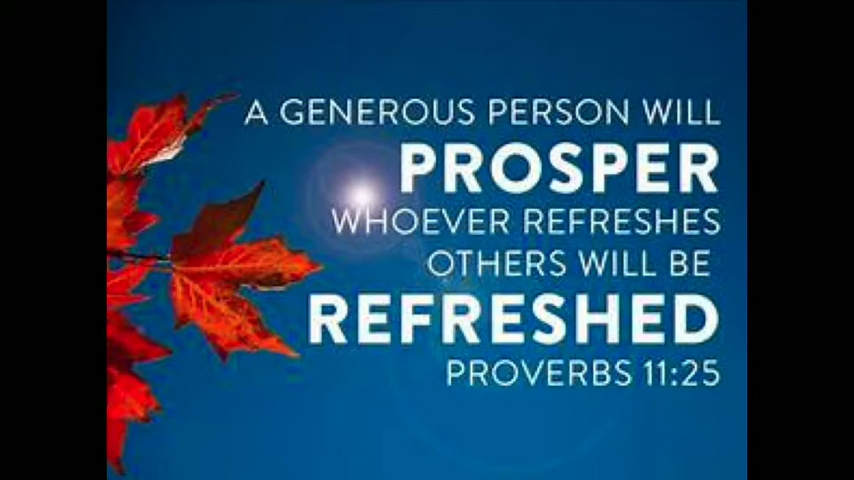 A GENEROUS PERSON WILL
PROSPER
WHOEVER REFRESHES
OTHERS WILL BE
REFRESHED
PROVERBS 11:25